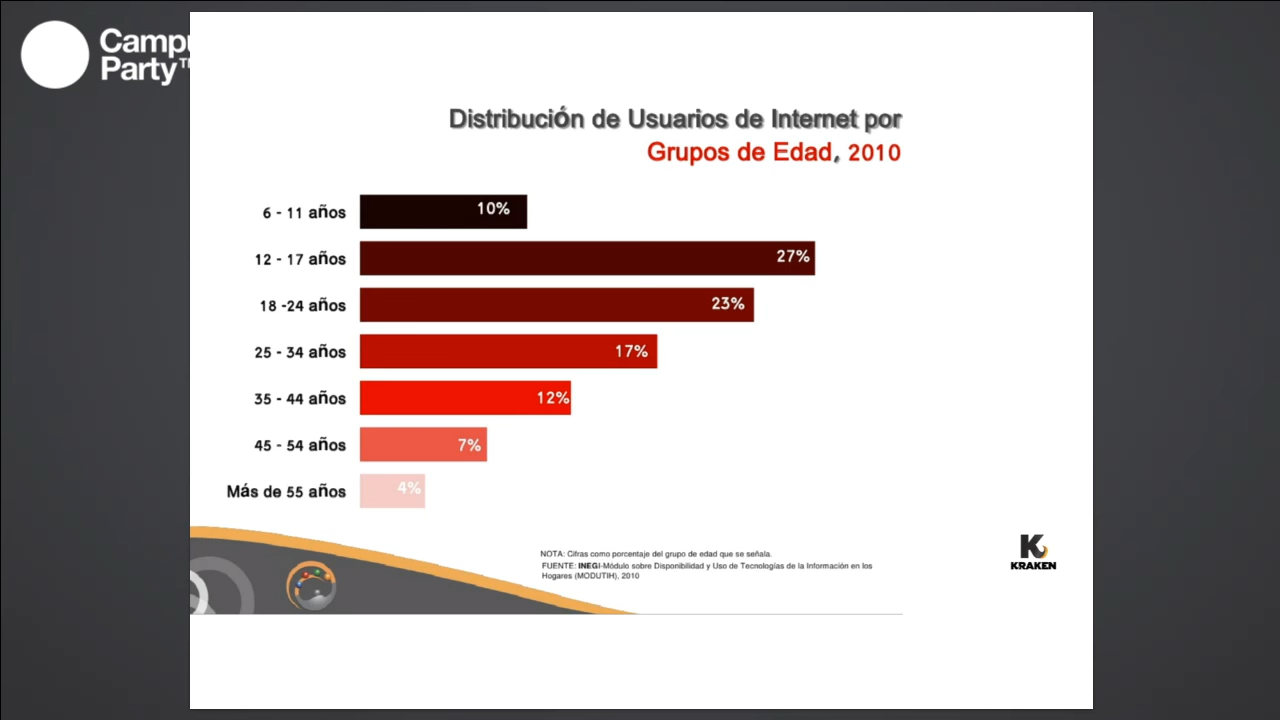 Campu
Party™
Distribución de Usuarios de Internet por
Grupos de Edad, 2010
6 - 11 años 10%
12 - 17 años 27%
18 -24 años 23%
25 - 34 años 17%
35 - 44 años 12%
45 - 54 años 7%
Más de 55 años 4%
NOTA: Cifras como porcentaje del grupo de edad que se señala.
FUENTE: INEGI-Módulo sobre Disponibilidad y Uso de Tecnologías de la Información en los
Hogares (MODUTIH), 2010
K
KRAKEN